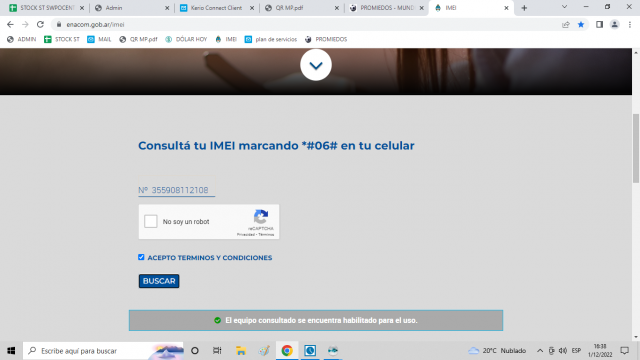 STOCK ST SWPOCENT
Admin
Kerio Connect Client
QR MP.pdf
PROMIEDOS - MUND
IMEI
enacom.gob.ar/imei
ADMIN
STOCK ST
MAIL
QR MP.pdf
DÓLAR HOY
IMEI
plan de servicios
PROMIEDOS
Consultá tu IMEI marcando *#06# en tu celular
Nº 355908112108
No soy un robot
reCAPTCHA
Privacidad - Términos
ACEPTO TERMINOS Y CONDICIONES
BUSCAR
El equipo consultado se encuentra habilitado para el uso.
Escribe aquí para buscar
20°C Nublado
ESP
16:38
1/12/2022